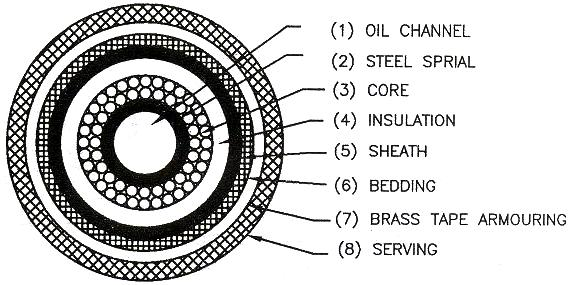 (1) OIL CHANNEL
(2) STEEL SPRIAL
(3) CORE
(4) INSULATION
(5) SHEATH
(6) BEDDING
(7) BRASS TAPE ARMOURING
(8) SERVING